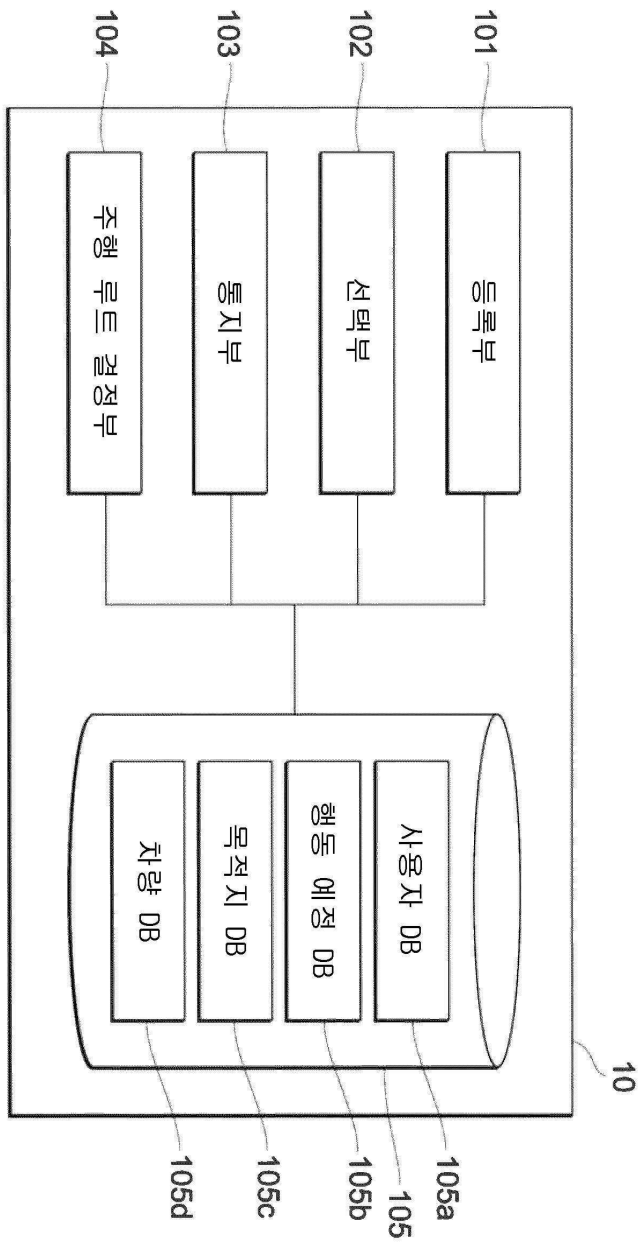 10
101
등록부
102
선택부
103
통지부
104
주행 루트 결정부
105a
사용자 DB
105
105b
행동 예정 DB
105c
목적지 DB
105d
차량 DB